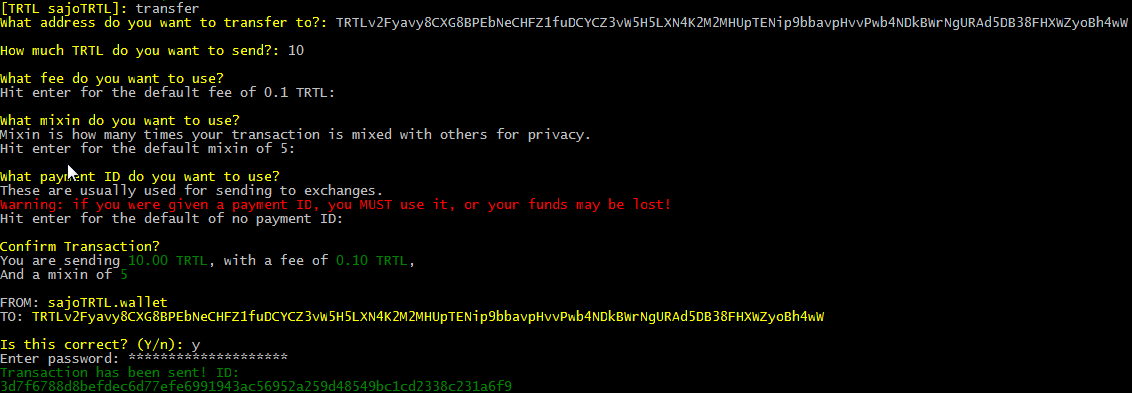 [TRTL sajoTRTL]: transfer
What address do you want to transfer to?: TRTLv2Fyavy8CXG8BPEbNeCHFZ1fuDCYCZ3vW5H5LXN4K2M2MHUpTENip9bbavpHvvPwb4NDkBWrNgURAd5DB38FHXWZyoBh4wW
How much TRTL do you want to send?: 10
What fee do you want to use?
Hit enter for the default fee of 0.1 TRTL:
What mixin do you want to use?
Mixin is how many times your transaction is mixed with others for privacy.
Hit enter for the default mixin of 5:
What payment ID do you want to use?
These are usually used for sending to exchanges.
Warning: if you were given a payment ID, you MUST use it, or your funds may be lost!
Hit enter for the default of no payment ID:
Confirm Transaction?
You are sending 10.00 TRTL, with a fee of 0.10 TRTL,
And a mixin of 5
FROM: sajoTRTL.wallet
TO: TRTLv2Fyavy8CXG8BPEbNeCHFZ1fuDCYCZ3vW5H5LXN4K2M2MHUpTENip9bbavpHvvPwb4NDkBWrNgURAd5DB38FHXWZyoBh4wW
Is this correct? (Y/n): y
Enter password: ********************
Transaction has been sent! ID:
3d7f6788d8befdec6d77efe6991943ac56952a259d48549bc1cd2338c231a6f9